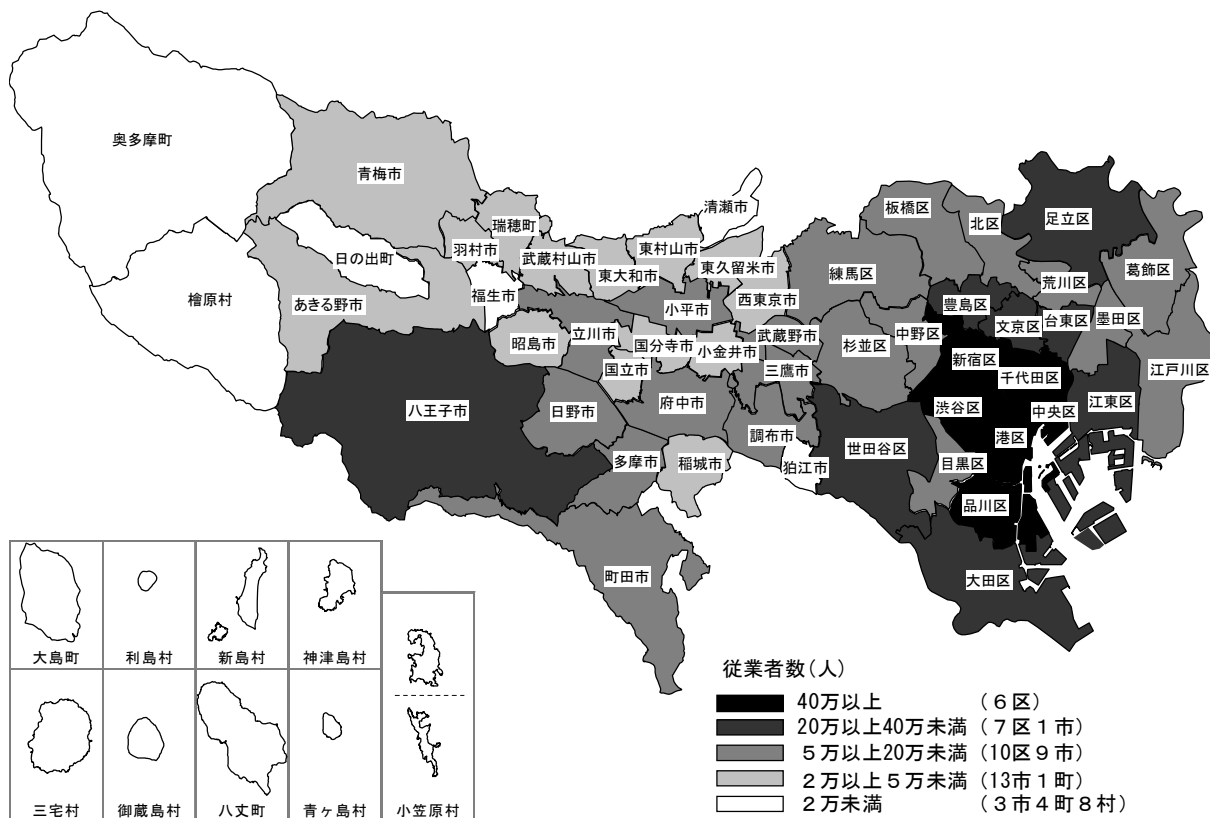 奥多摩町
青梅市
瑞穂町
清瀬市
板橋区
北区
足立区
羽村市
武蔵村山市
東村山市
日の出町
東大和市
東久留米市
練馬区
荒川区
葛飾区
檜原村
あきる野市
福生市
小平市
西東京市
豊島区
文京区
台東区
墨田区
昭島市
立川市
国分寺市
小金井市
武蔵野市
杉並区
中野区
新宿区
千代田区
江戸川区
国立市
三鷹市
八王子市
日野市
府中市
渋谷区
中央区
江東区
調布市
世田谷区
港区
多摩市
稲城市
狛江市
目黒区
品川区
町田市
大田区
大島町
利島村
新島村
神津島村
三宅村
御蔵島村
八丈町
青ヶ島村
小笠原村
従業者数(人)
40万以上 (6区)
20万以上40万未満 (7区1市)
5万以上20万未満 (10区9市)
2万以上5万未満 (13市1町)
2万未満 (3市4町8村)